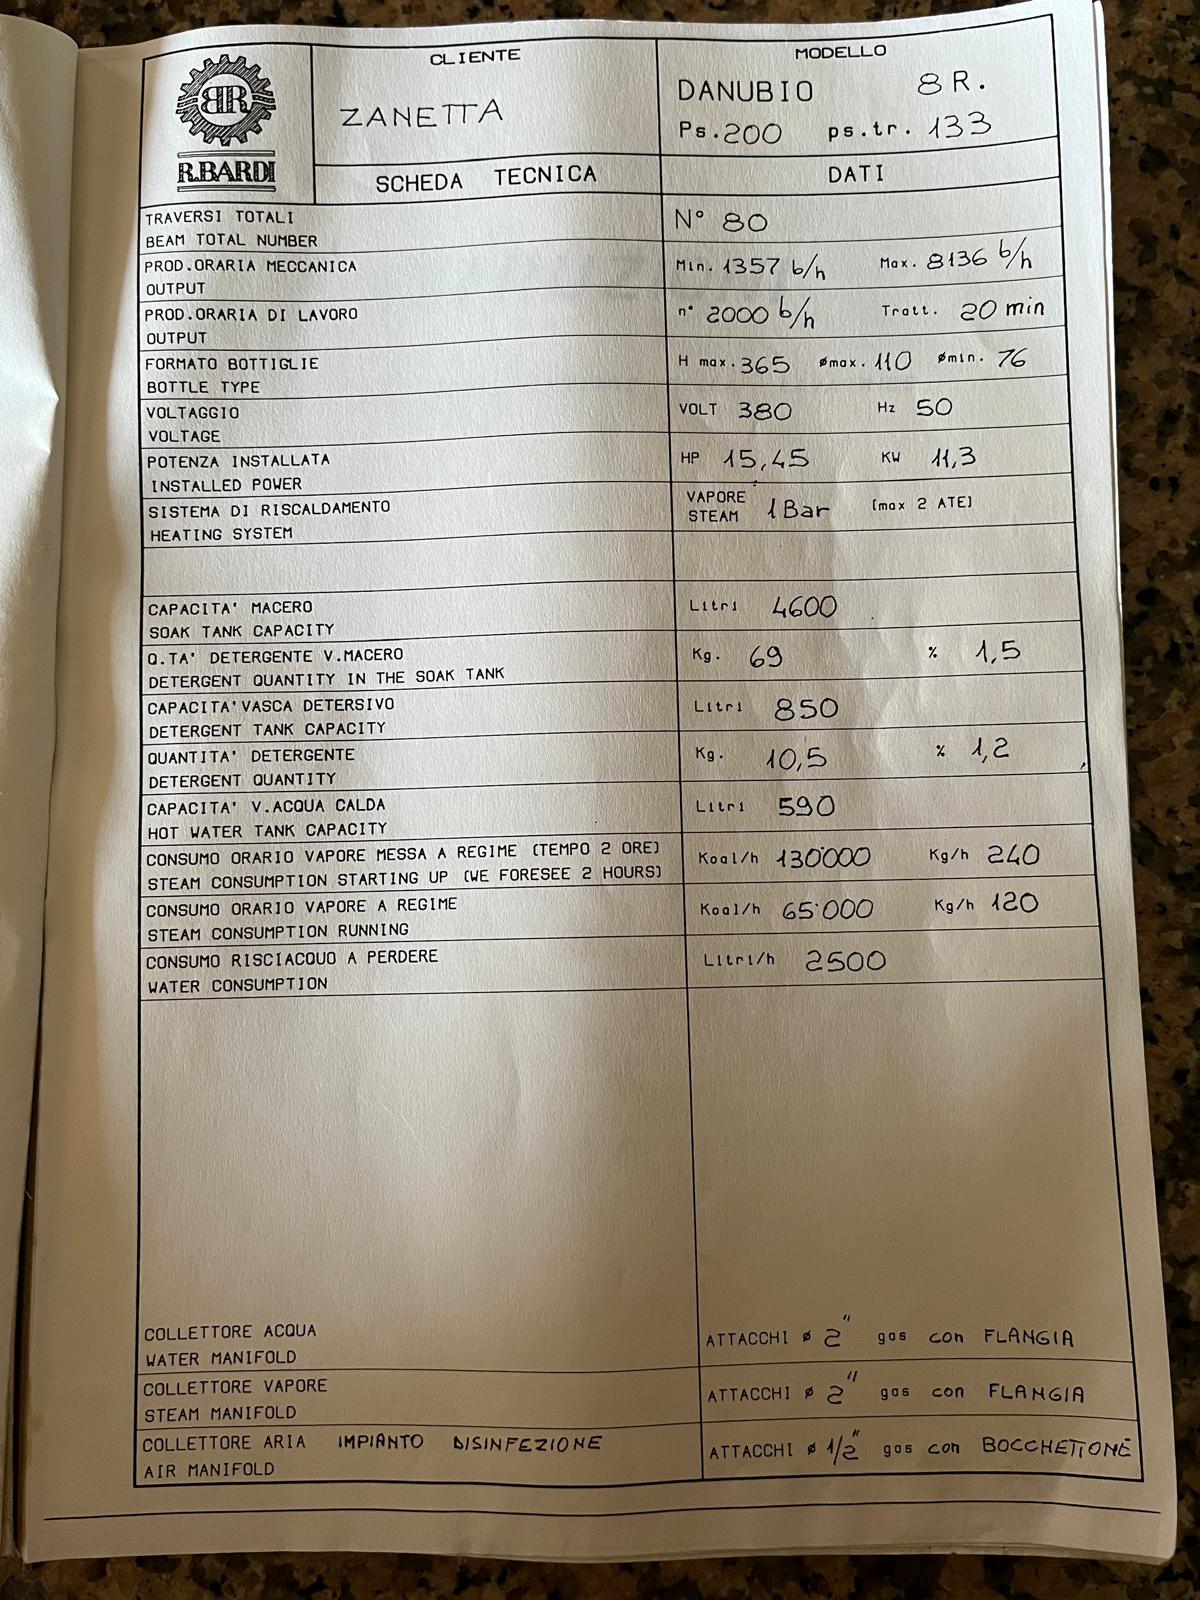 BR
R.BARDI
CLIENTE
ZANETTA
MODELLO
DANUBIO 8R.
Ps.200 ps.tr. 133
SCHEDA TECNICA
DATI
TRAVERSI TOTALI
BEAM TOTAL NUMBER
N° 80
PROD.ORARIA MECCANICA
OUTPUT
Min. 1357 b/h Max. 8136 b/h
PROD.ORARIA DI LAVORO
OUTPUT
n° 2000 b/h Tratt. 20 min
FORMATO BOTTIGLIE
BOTTLE TYPE
H max.365 ømax. 110 ømin. 76
VOLTAGGIO
VOLTAGE
VOLT 380 Hz 50
POTENZA INSTALLATA
INSTALLED POWER
HP 15,45 KW 11,3
SISTEMA DI RISCALDAMENTO
HEATING SYSTEM
VAPORE
STEAM 1 Bar [max 2 ATE]
CAPACITA' MACERO
SOAK TANK CAPACITY
Litri 4600
Q.TA' DETERGENTE V.MACERO
DETERGENT QUANTITY IN THE SOAK TANK
Kg. 69 % 1,5
CAPACITA' VASCA DETERSIVO
DETERGENT TANK CAPACITY
Litri 850
QUANTITA' DETERGENTE
DETERGENT QUANTITY
Kg. 10,5 % 1,2
CAPACITA' V.ACQUA CALDA
HOT WATER TANK CAPACITY
Litri 590
CONSUMO ORARIO VAPORE MESSA A REGIME [TEMPO 2 ORE]
STEAM CONSUMPTION STARTING UP [WE FORESEE 2 HOURS]
Kcal/h 130'000 Kg/h 240
CONSUMO ORARIO VAPORE A REGIME
STEAM CONSUMPTION RUNNING
Kcal/h 65'000 Kg/h 120
CONSUMO RISCIACQUO A PERDERE
WATER CONSUMPTION
Litri/h 2500
COLLETTORE ACQUA
WATER MANIFOLD
ATTACCHI ø 2" gas con FLANGIA
COLLETTORE VAPORE
STEAM MANIFOLD
ATTACCHI ø 2" gas con FLANGIA
COLLETTORE ARIA IMPIANTO DISINFEZIONE
AIR MANIFOLD
ATTACCHI ø 1/2" gas con BOCCHETTONE